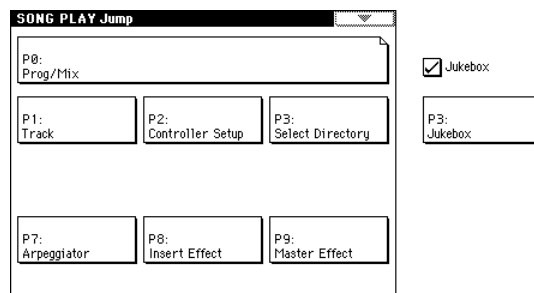 SONG PLAY Jump
P0:
Prog/Mix
Jukebox
P1:
Track
P2:
Controller Setup
P3:
Select Directory
P3:
Jukebox
P7:
Arpeggiator
P8:
Insert Effect
P9:
Master Effect